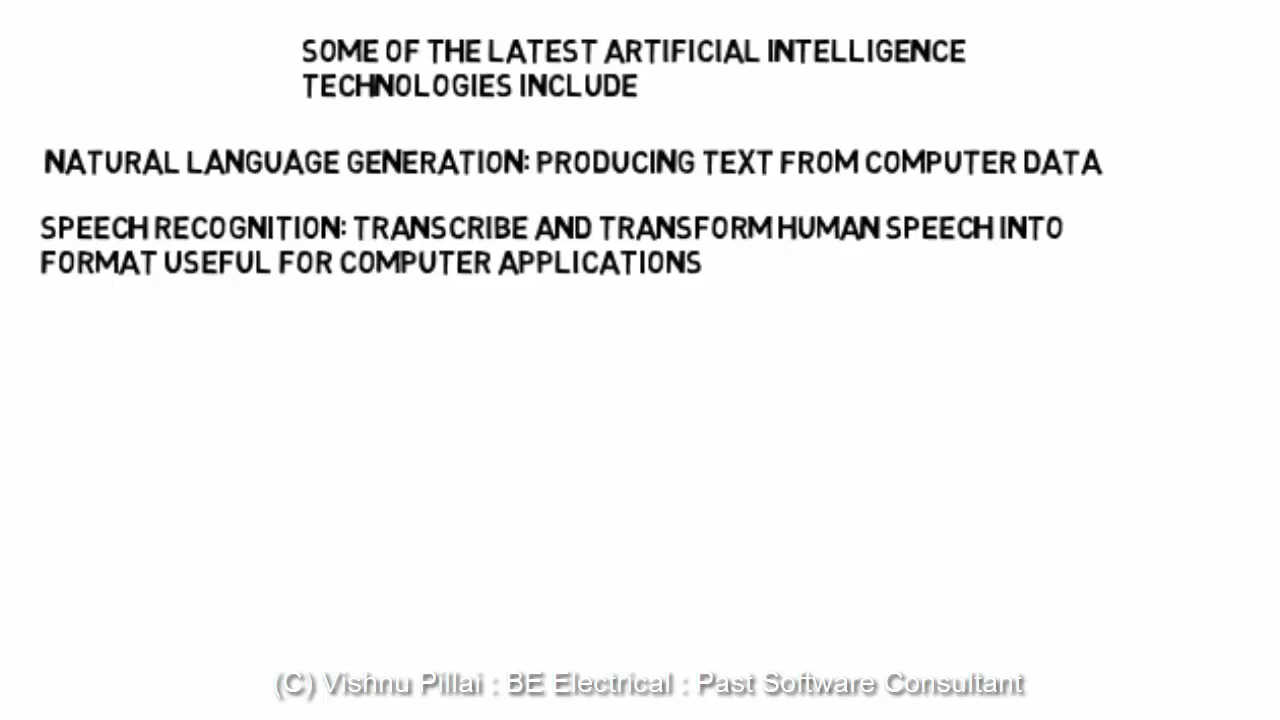 SOME OF THE LATEST ARTIFICIAL INTELLIGENCE
TECHNOLOGIES INCLUDE
NATURAL LANGUAGE GENERATION: PRODUCING TEXT FROM COMPUTER DATA
SPEECH RECOGNITION: TRANSCRIBE AND TRANSFORM HUMAN SPEECH INTO
FORMAT USEFUL FOR COMPUTER APPLICATIONS
(C) Vishnu Pillai : BE Electrical : Past Software Consultant